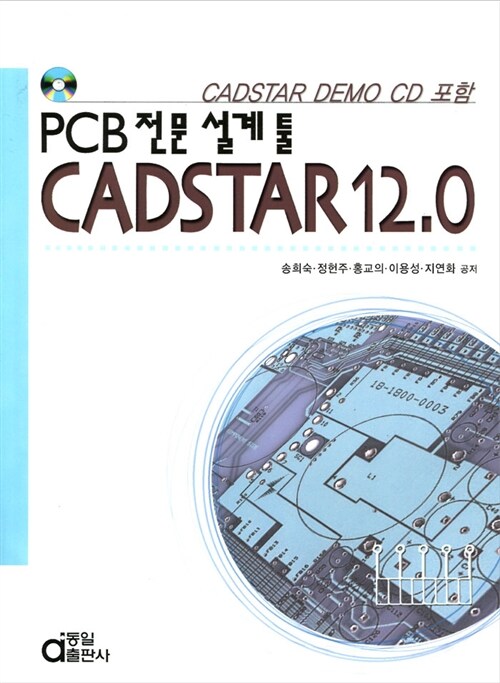 CADSTAR DEMO CD 포함
PCB 전문 설계 툴
CADSTAR 12.0
송희숙·정현주·홍교의·이용성·지연화 공저
18-1800-0003
L1
동일
출판사